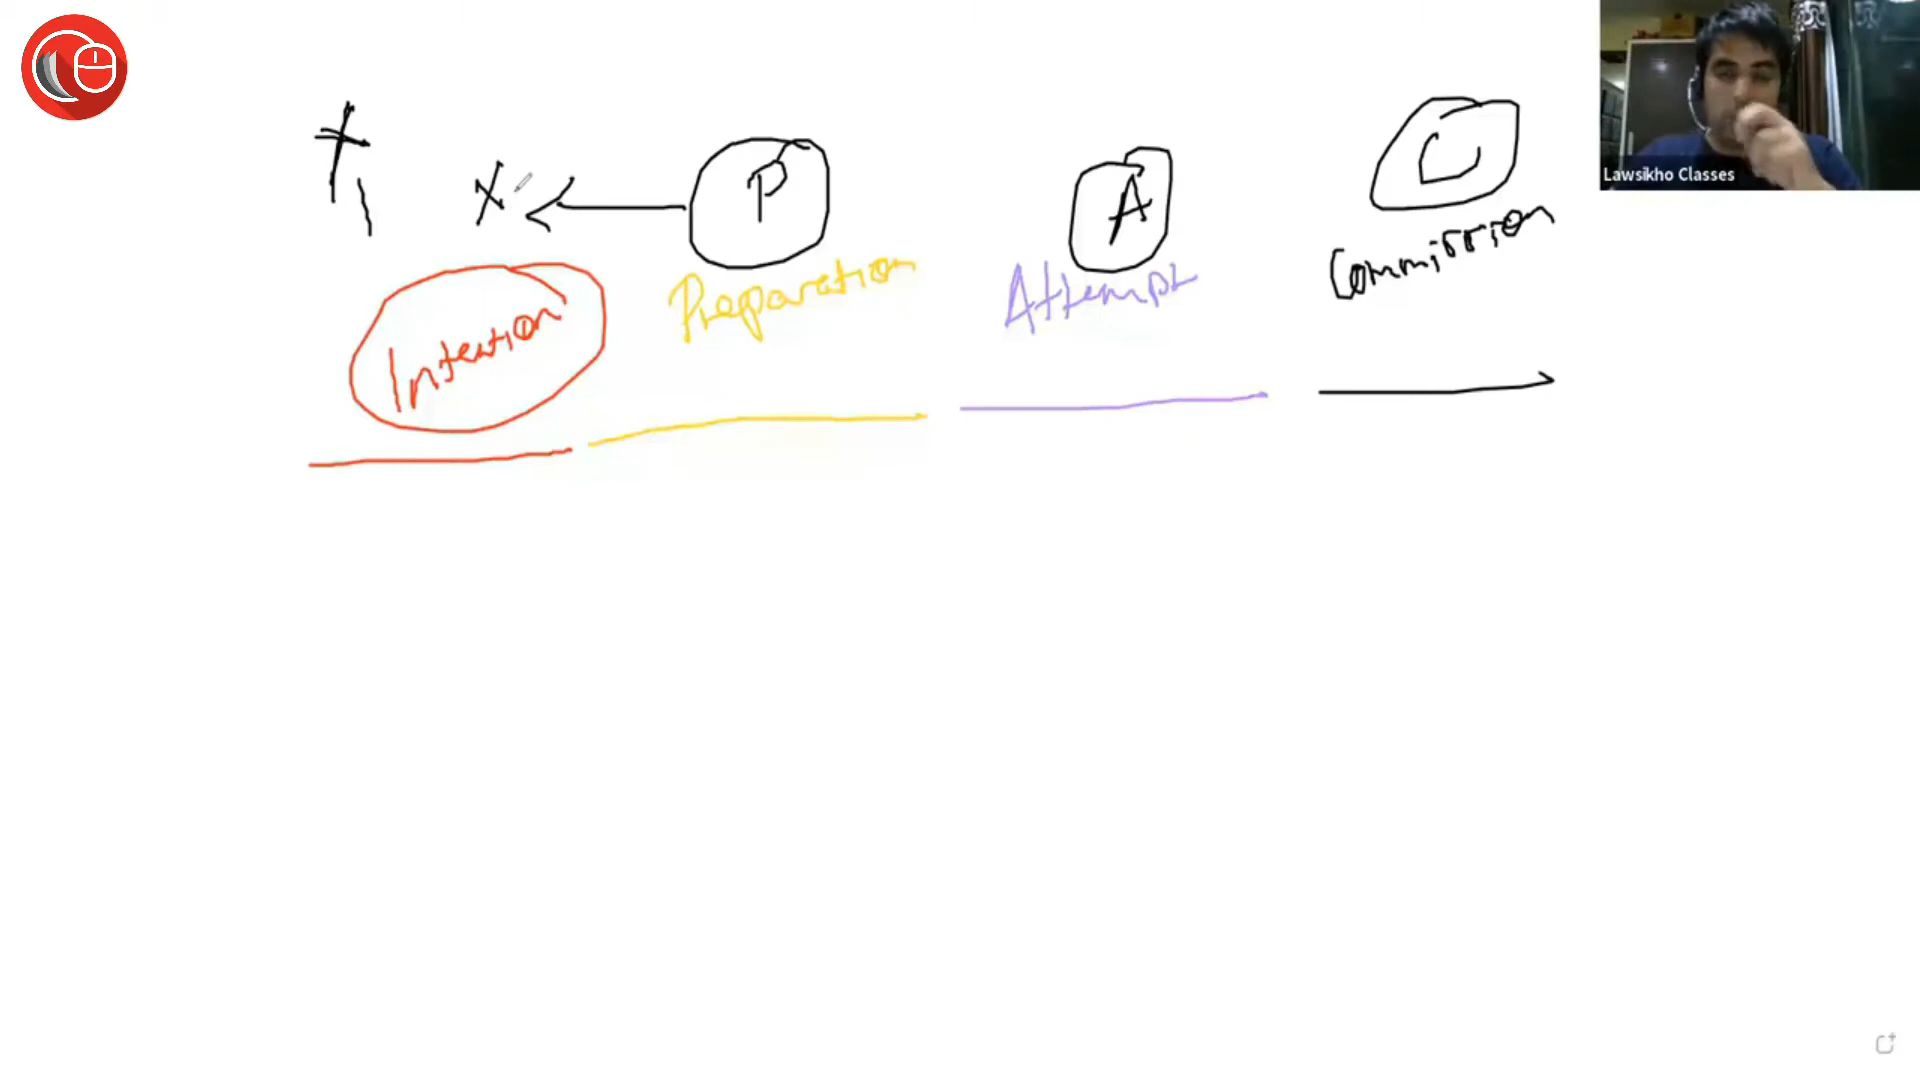 X
P
A
C
Intention
Preparation
Attempt
Commission
Lawsikho Classes